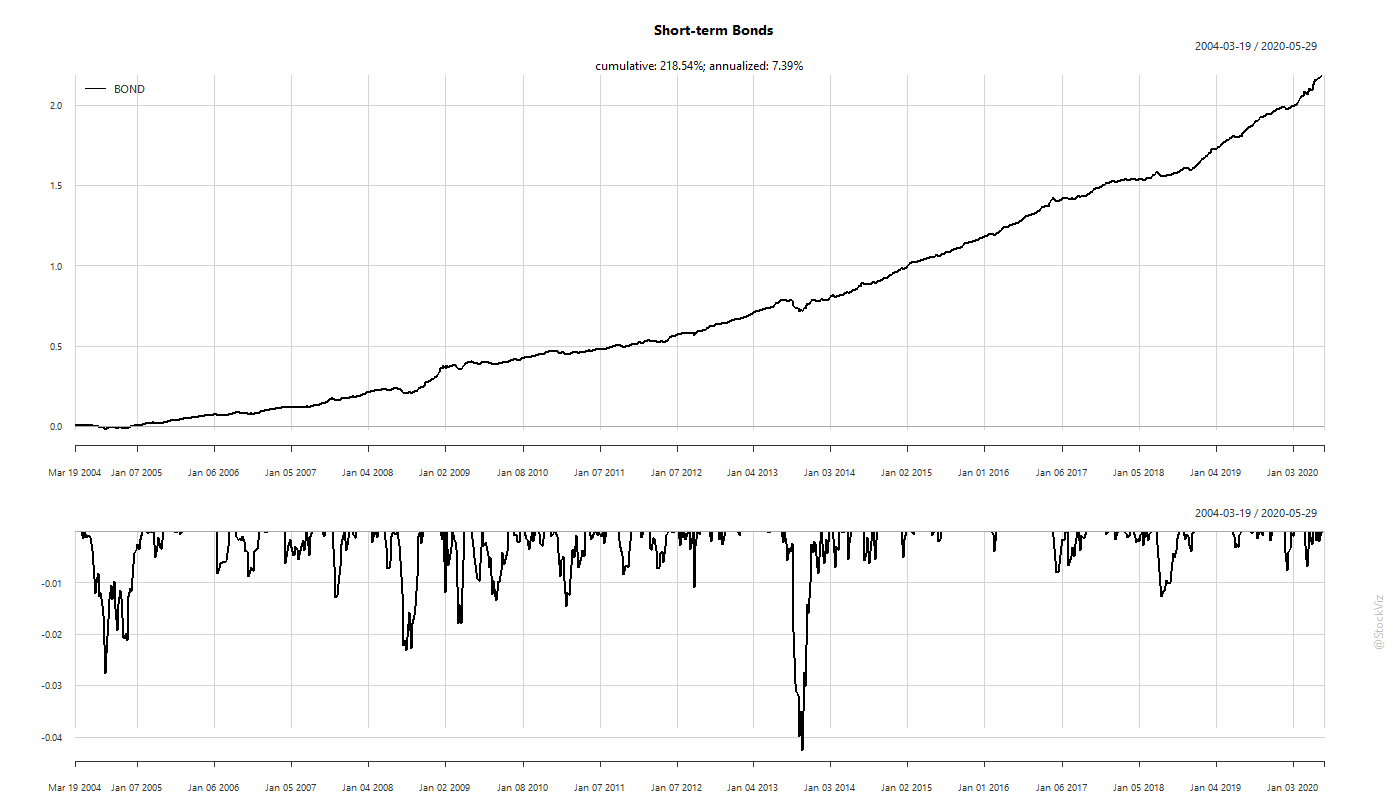 Short-term Bonds
2004-03-19 / 2020-05-29
cumulative: 218.54%; annualized: 7.39%
BOND
2.0
1.5
1.0
0.5
0.0
Mar 19 2004 Jan 07 2005 Jan 06 2006 Jan 05 2007 Jan 04 2008 Jan 02 2009 Jan 08 2010 Jan 07 2011 Jan 07 2012 Jan 04 2013 Jan 03 2014 Jan 02 2015 Jan 01 2016 Jan 06 2017 Jan 05 2018 Jan 04 2019 Jan 03 2020
2004-03-19 / 2020-05-29
-0.01
-0.02
-0.03
-0.04
Mar 19 2004 Jan 07 2005 Jan 06 2006 Jan 05 2007 Jan 04 2008 Jan 02 2009 Jan 08 2010 Jan 07 2011 Jan 07 2012 Jan 04 2013 Jan 03 2014 Jan 02 2015 Jan 01 2016 Jan 06 2017 Jan 05 2018 Jan 04 2019 Jan 03 2020
@StockViz